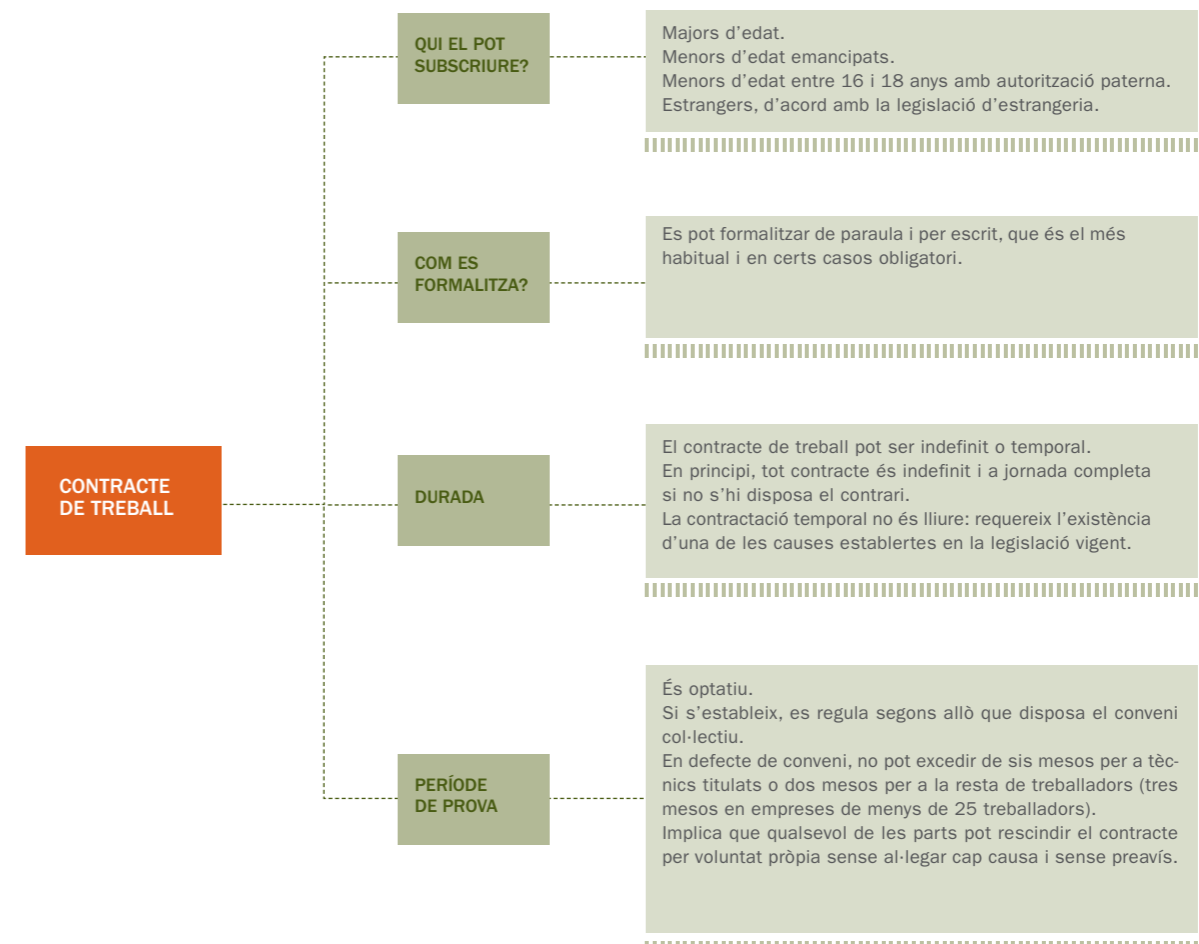 QUI EL POT
SUBSCRIURE?
Majors d’edat.
Menors d’edat emancipats.
Menors d’edat entre 16 i 18 anys amb autorització paterna.
Estrangers, d’acord amb la legislació d’estrangeria.
COM ES
FORMALITZA?
Es pot formalitzar de paraula i per escrit, que és el més
habitual i en certs casos obligatori.
CONTRACTE
DE TREBALL
DURADA
El contracte de treball pot ser indefinit o temporal.
En principi, tot contracte és indefinit i a jornada completa
si no s’hi disposa el contrari.
La contractació temporal no és lliure: requereix l’existència
d’una de les causes establertes en la legislació vigent.
PERÍODE
DE PROVA
És optatiu.
Si s’estableix, es regula segons allò que disposa el conveni
col·lectiu.
En defecte de conveni, no pot excedir de sis mesos per a tèc-
nics titulats o dos mesos per a la resta de treballadors (tres
mesos en empreses de menys de 25 treballadors).
Implica que qualsevol de les parts pot rescindir el contracte
per voluntat pròpia sense al·legar cap causa i sense preavís.